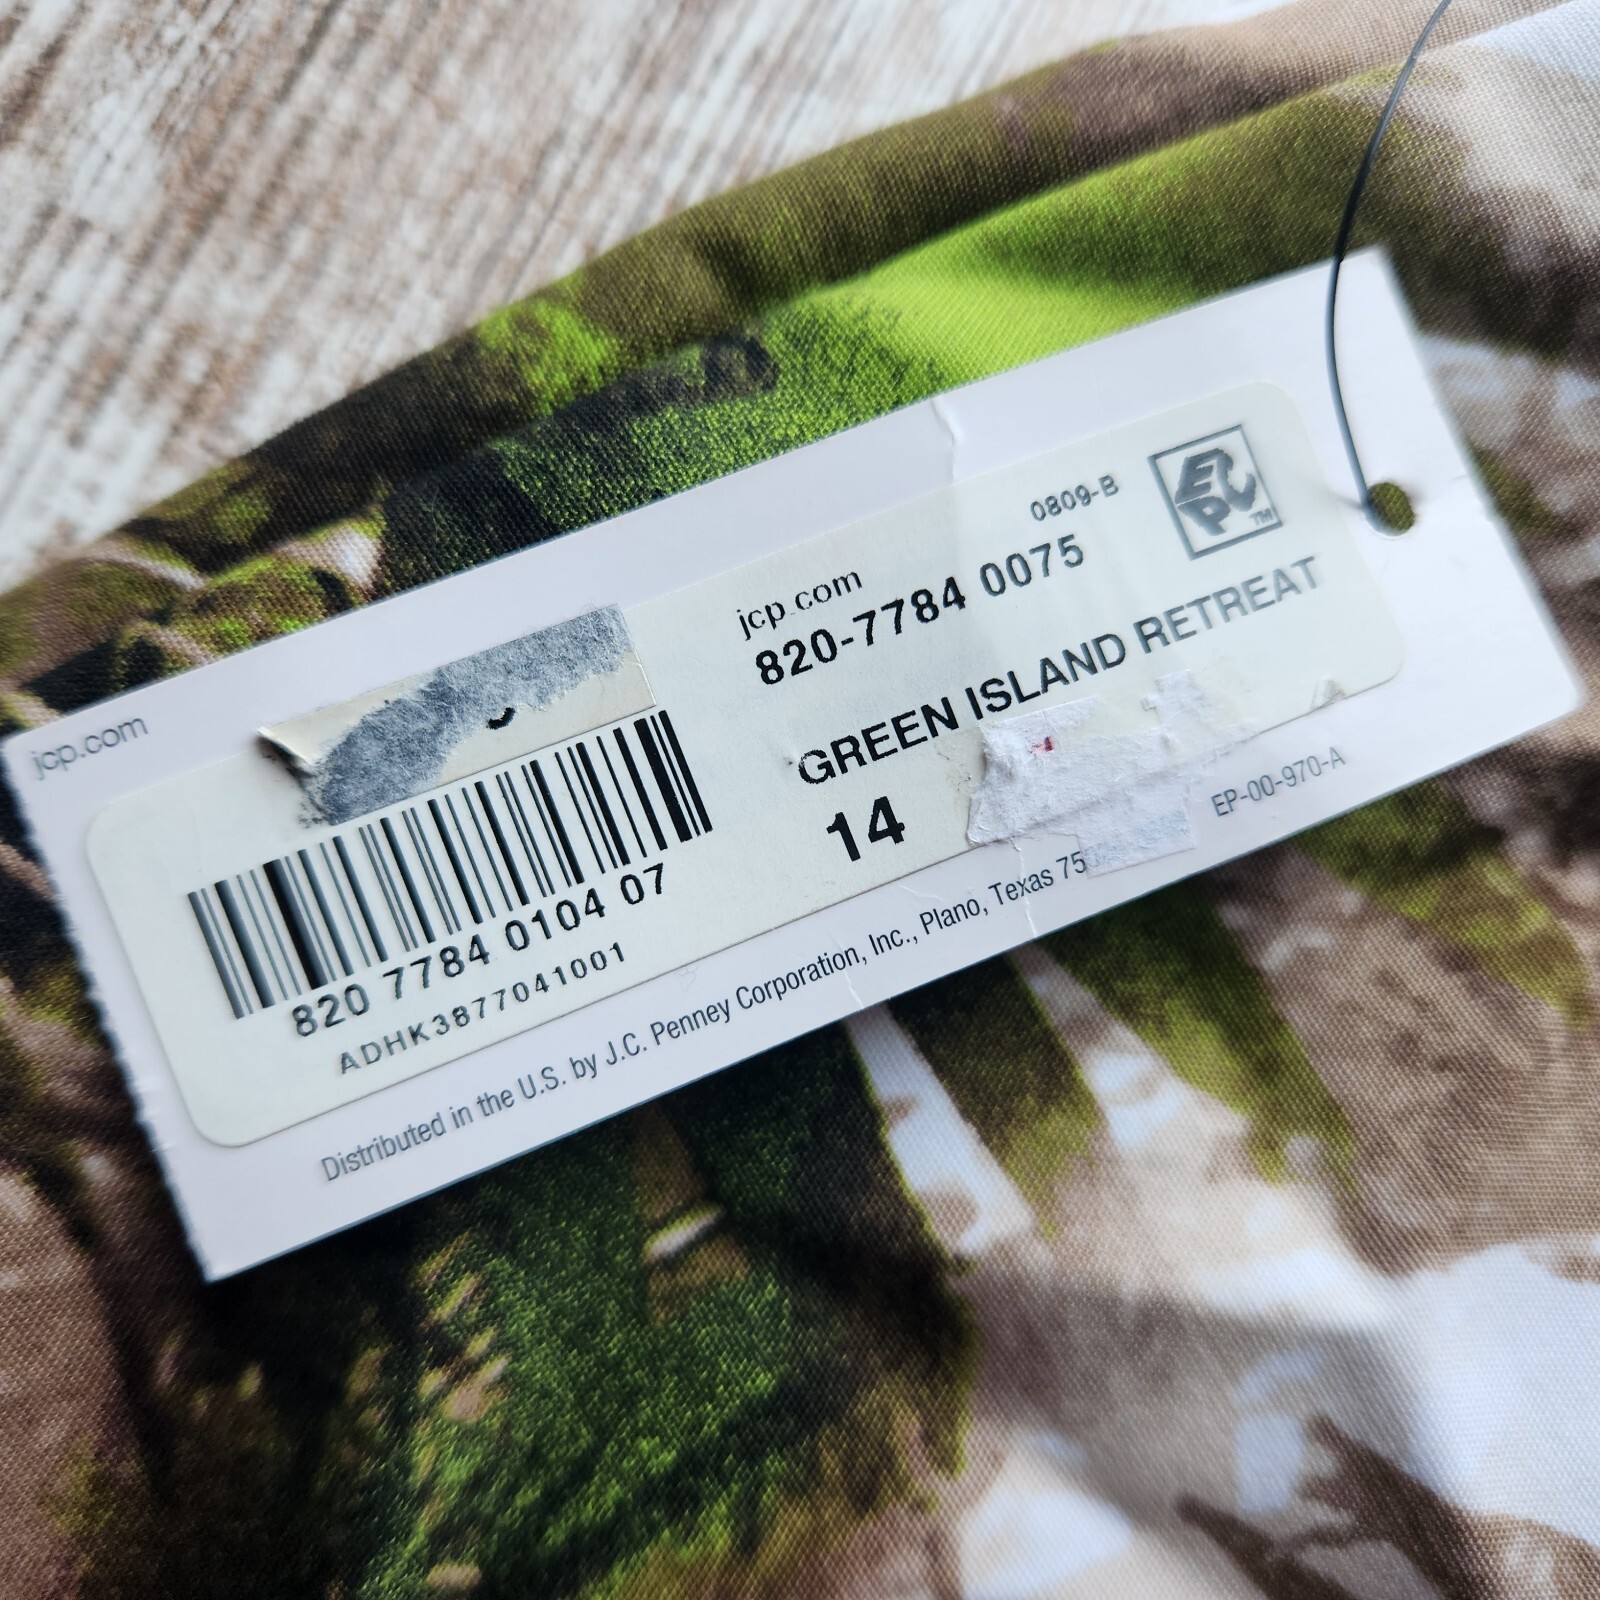 jcp.com
820 7784 0104 07
ADHK3877041001
0809-B
jcp.com
820-7784 0075
GREEN ISLAND RETREAT
14
EP-00-970-A
Distributed in the U.S. by J.C. Penney Corporation, Inc., Plano, Texas 75
TM